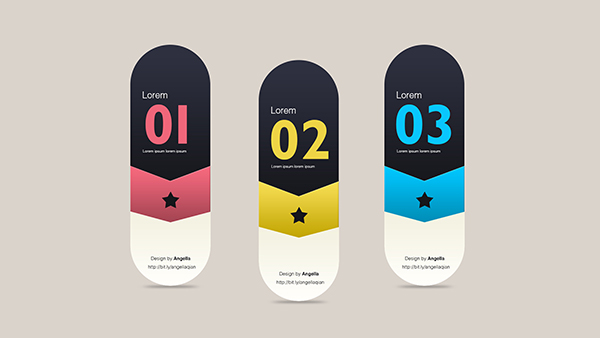 Lorem
01
Lorem ipsum lorem ipsum
Design by Angella
http://bit.ly/angellaqian
Lorem
02
Lorem ipsum lorem ipsum
Design by Angella
http://bit.ly/angellaqian
Lorem
03
Lorem ipsum lorem ipsum
Design by Angella
http://bit.ly/angellaqian